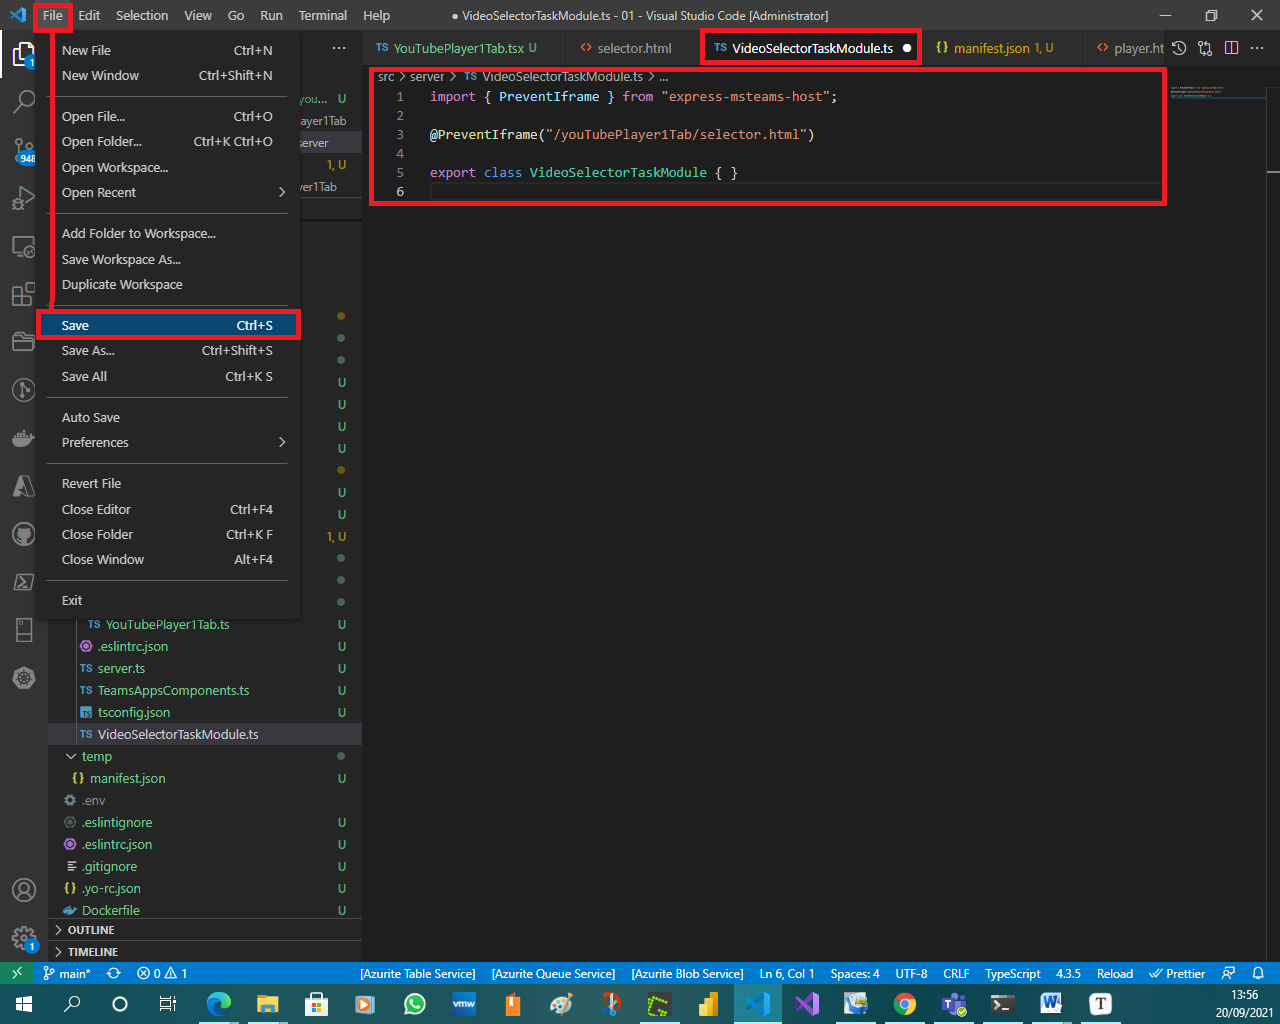 File Edit Selection View Go Run Terminal Help
● VideoSelectorTaskModule.ts - 01 - Visual Studio Code [Administrator]
New File Ctrl+N
New Window Ctrl+Shift+N
Open File... Ctrl+O
Open Folder... Ctrl+K Ctrl+O
Open Workspace...
Open Recent
Add Folder to Workspace...
Save Workspace As...
Duplicate Workspace
Save Ctrl+S
Save As... Ctrl+Shift+S
Save All Ctrl+K S
Auto Save
Preferences
Revert File
Close Editor Ctrl+F4
Close Folder Ctrl+K F
Close Window Alt+F4
Exit
1
948
1
you... U
ayer1Tab
server
1, U
yer1Tab
U
U
U
U
U
U
1, U
TS YouTubePlayer1Tab.ts U
.eslintrc.json U
TS server.ts U
TS TeamsAppsComponents.ts U
TS tsconfig.json U
TS VideoSelectorTaskModule.ts
temp
{} manifest.json U
.env
.eslintignore U
.eslintrc.json U
.gitignore U
{} .yo-rc.json U
Dockerfile U
OUTLINE
TIMELINE
TS YouTubePlayer1Tab.tsx U
<> selector.html
TS VideoSelectorTaskModule.ts ●
{} manifest.json 1, U
<> player.ht
src > server > TS VideoSelectorTaskModule.ts > ...
1 import { PreventIframe } from "express-msteams-host";
2
3 @PreventIframe("/youTubePlayer1Tab/selector.html")
4
5 export class VideoSelectorTaskModule { }
6
main* 0 1 [Azurite Table Service] [Azurite Queue Service] [Azurite Blob Service] Ln 6, Col 1 Spaces: 4 UTF-8 CRLF TypeScript 4.3.5 Reload Prettier
vmw
W
T
13:56
20/09/2021